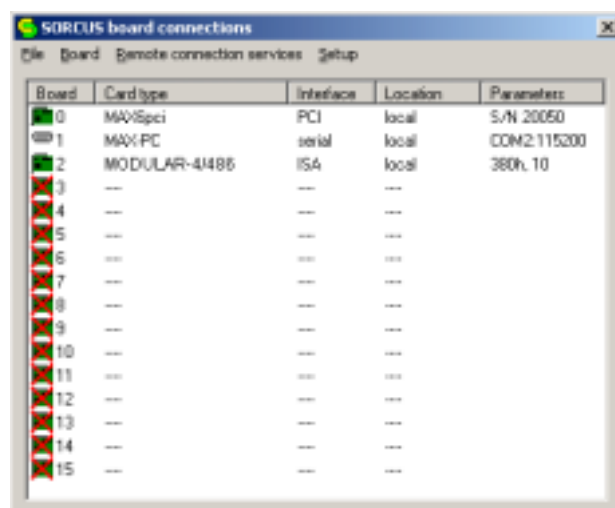 SORCUS board connections
File Board Remote connection services Setup
Board Card type Interface Location Parameters
0 MAX5pci PCI local S/N 20050
1 MAX-PC serial local COM2:115200
2 MODULAR-4/486 ISA local 380h, 10
3 --- --- ---
4 --- --- ---
5 --- --- ---
6 --- --- ---
7 --- --- ---
8 --- --- ---
9 --- --- ---
10 --- --- ---
11 --- --- ---
12 --- --- ---
13 --- --- ---
14 --- --- ---
15 --- --- ---